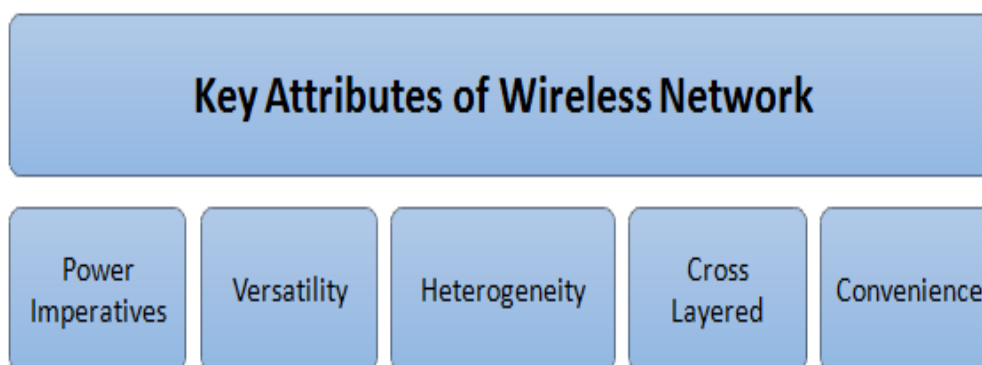 Key Attributes of Wireless Network
Power
Imperatives
Versatility
Heterogeneity
Cross
Layered
Convenience